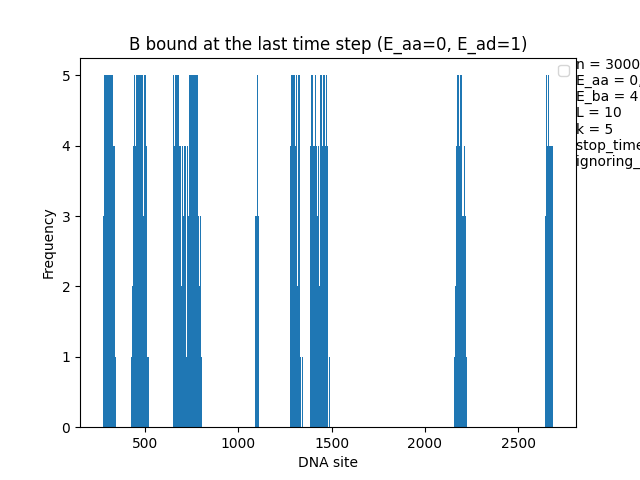 B bound at the last time step (E_aa=0, E_ad=1)
n = 3000
E_aa = 0,
E_ba = 4
L = 10
k = 5
stop_time
ignoring_
5
4
3
2
1
0
Frequency
500 1000 1500 2000 2500
DNA site